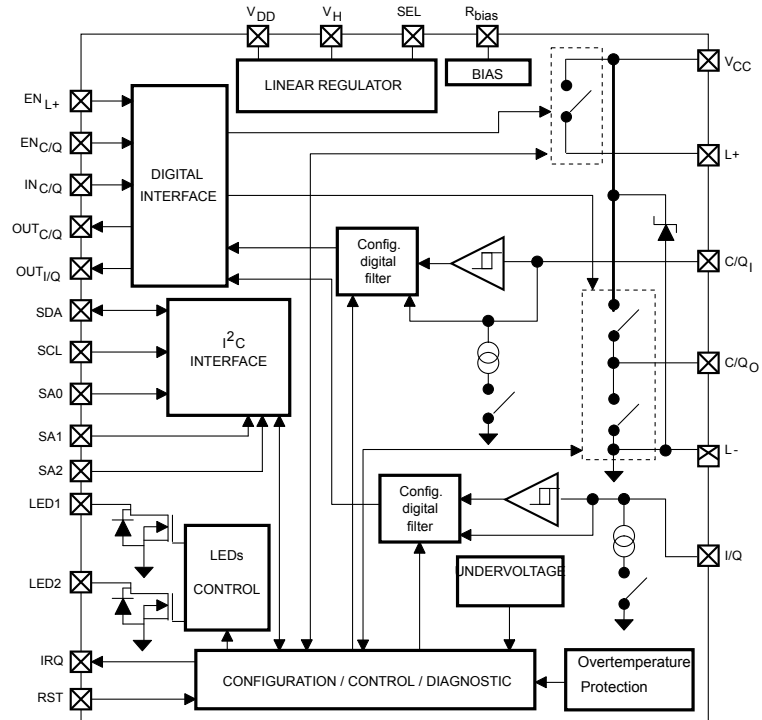 VDD
VH
SEL
Rbias
LINEAR REGULATOR
BIAS
VCC
ENL+
ENC/Q
INC/Q
OUTC/Q
OUTI/Q
DIGITAL
INTERFACE
L+
Config.
digital
filter
C/QI
SDA
SCL
SA0
SA1
SA2
I2C
INTERFACE
C/QO
L-
LED1
LED2
LEDs
CONTROL
Config.
digital
filter
I/Q
UNDERVOLTAGE
IRQ
RST
CONFIGURATION / CONTROL / DIAGNOSTIC
Overtemperature
Protection